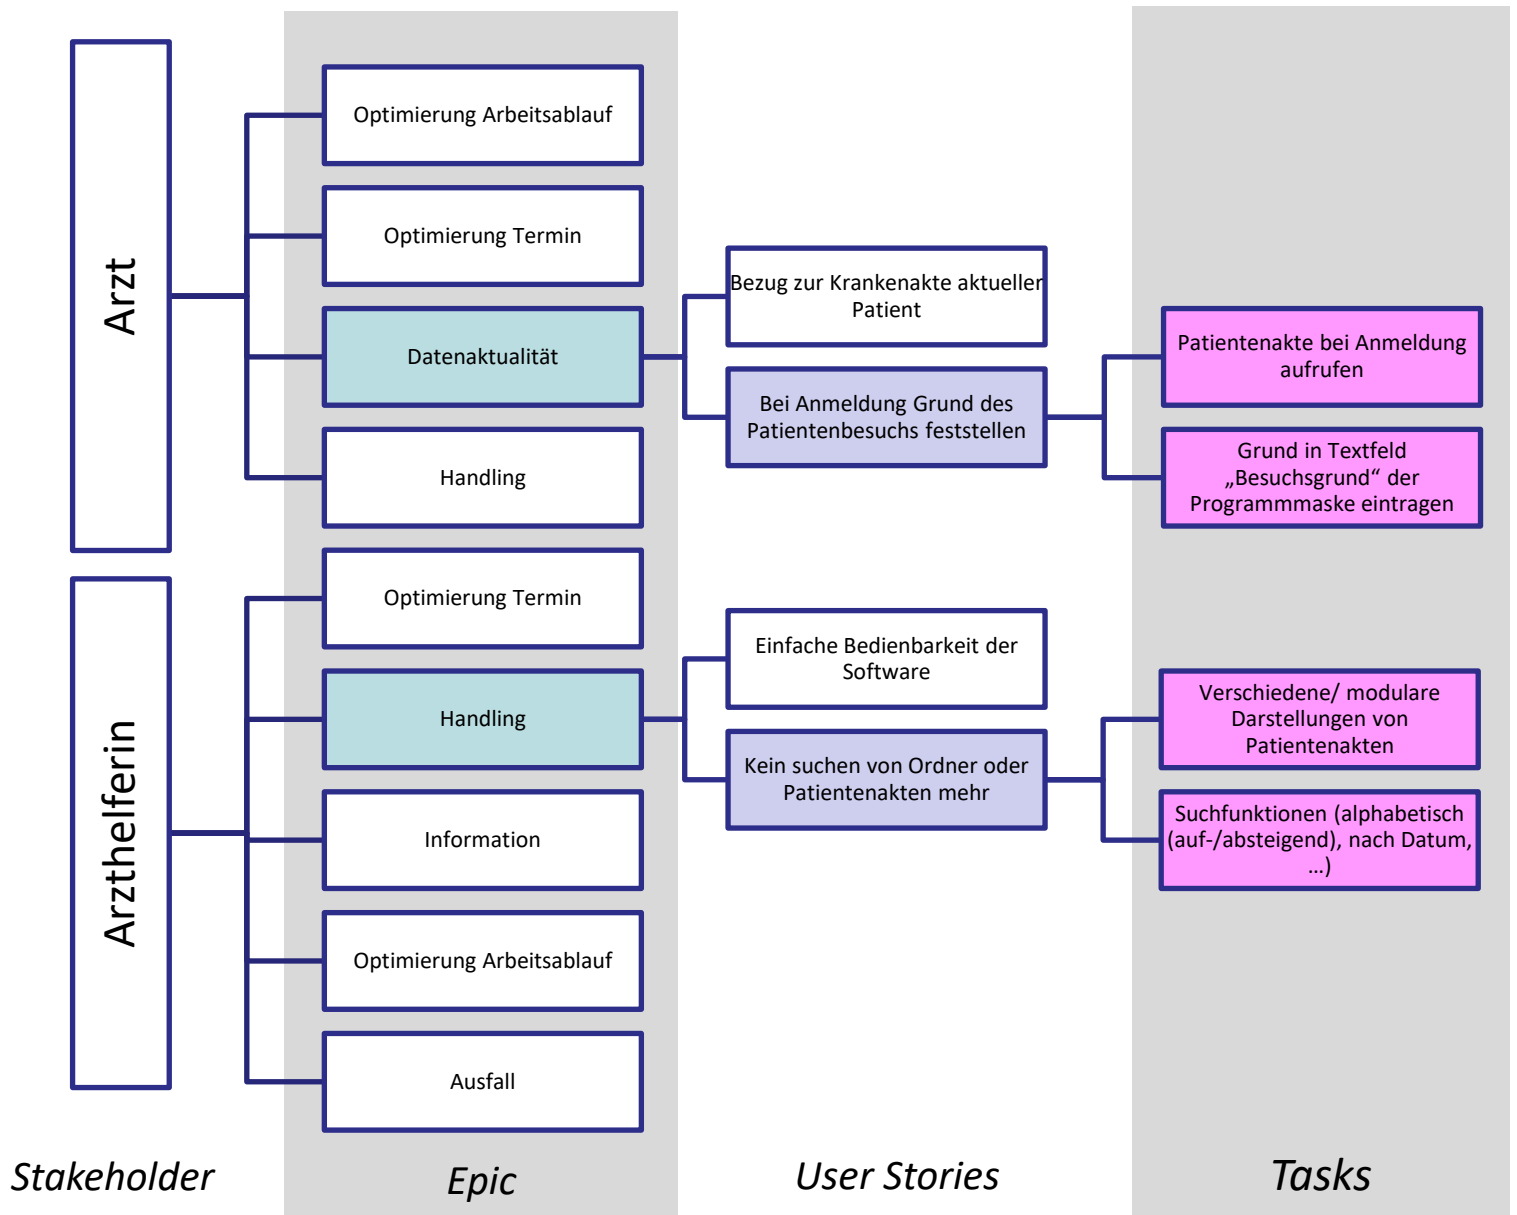 Arzt
Optimierung Arbeitsablauf
Optimierung Termin
Datenaktualität
Handling
Bezug zur Krankenakte aktueller
Patient
Bei Anmeldung Grund des
Patientenbesuchs feststellen
Patientenakte bei Anmeldung
aufrufen
Grund in Textfeld
„Besuchsgrund“ der
Programmmaske eintragen
Arzthelferin
Optimierung Termin
Handling
Information
Optimierung Arbeitsablauf
Ausfall
Einfache Bedienbarkeit der
Software
Kein suchen von Ordner oder
Patientenakten mehr
Verschiedene/ modulare
Darstellungen von
Patientenakten
Suchfunktionen (alphabetisch
(auf-/absteigend), nach Datum,
…)
Stakeholder
Epic
User Stories
Tasks